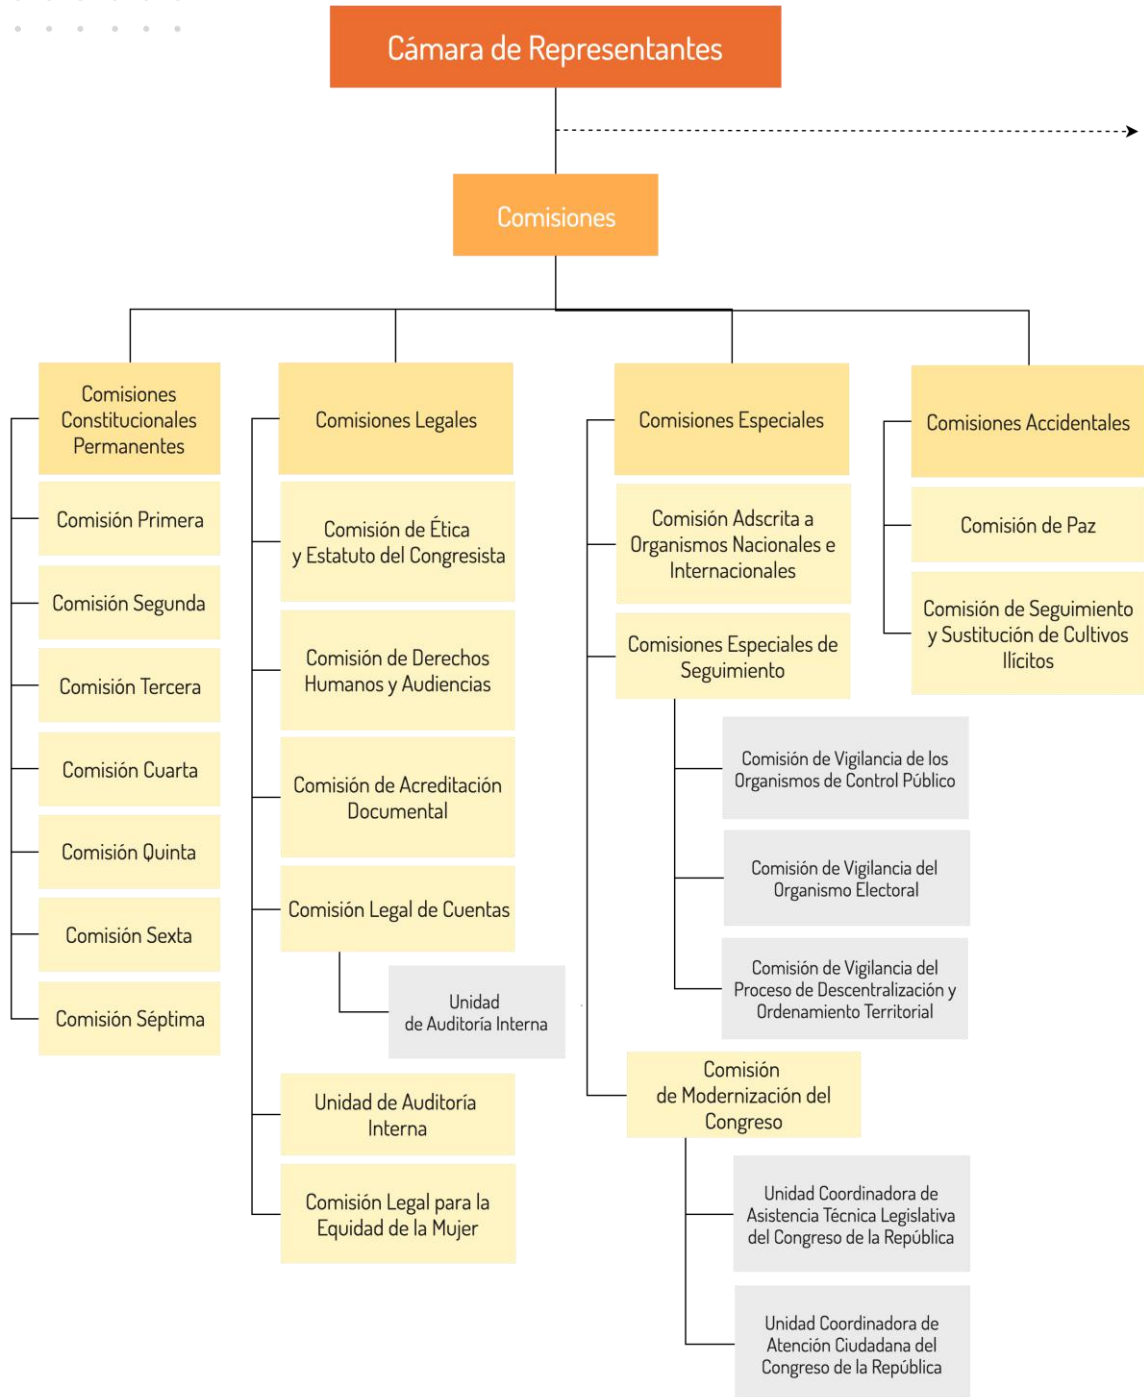 Cámara de Representantes
Comisiones
Comisiones
Constitucionales
Permanentes
Comisión Primera
Comisión Segunda
Comisión Tercera
Comisión Cuarta
Comisión Quinta
Comisión Sexta
Comisión Séptima
Comisiones Legales
Comisión de Ética
y Estatuto del Congresista
Comisión de Derechos
Humanos y Audiencias
Comisión de Acreditación
Documental
Comisión Legal de Cuentas
Unidad
de Auditoría Interna
Unidad de Auditoría
Interna
Comisión Legal para la
Equidad de la Mujer
Comisiones Especiales
Comisión Adscrita a
Organismos Nacionales e
Internacionales
Comisiones Especiales de
Seguimiento
Comisión de Vigilancia de los
Organismos de Control Público
Comisión de Vigilancia del
Organismo Electoral
Comisión de Vigilancia del
Proceso de Descentralización y
Ordenamiento Territorial
Comisión
de Modernización del
Congreso
Unidad Coordinadora de
Asistencia Técnica Legislativa
del Congreso de la República
Unidad Coordinadora de
Atención Ciudadana del
Congreso de la República
Comisiones Accidentales
Comisión de Paz
Comisión de Seguimiento
y Sustitución de Cultivos
Ilícitos